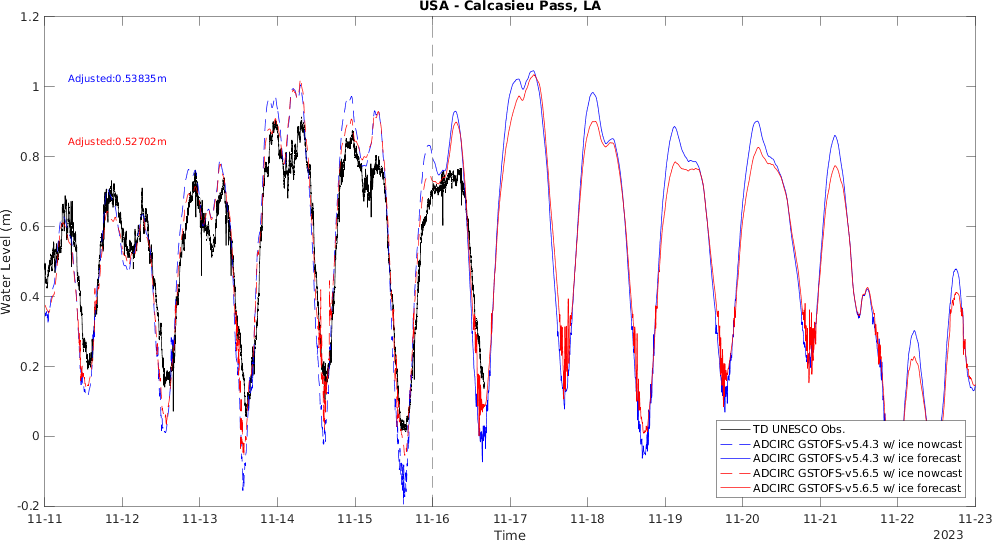 USA - Calcasieu Pass, LA
1.2
1
0.8
0.6
0.4
0.2
0
-0.2
Water Level (m)
Adjusted:0.53835m
Adjusted:0.52702m
TD UNESCO Obs.
ADCIRC GSTOFS-v5.4.3 w/ ice nowcast
ADCIRC GSTOFS-v5.4.3 w/ ice forecast
ADCIRC GSTOFS-v5.6.5 w/ ice nowcast
ADCIRC GSTOFS-v5.6.5 w/ ice forecast
11-11 11-12 11-13 11-14 11-15 11-16 11-17 11-18 11-19 11-20 11-21 11-22 11-23
Time
2023